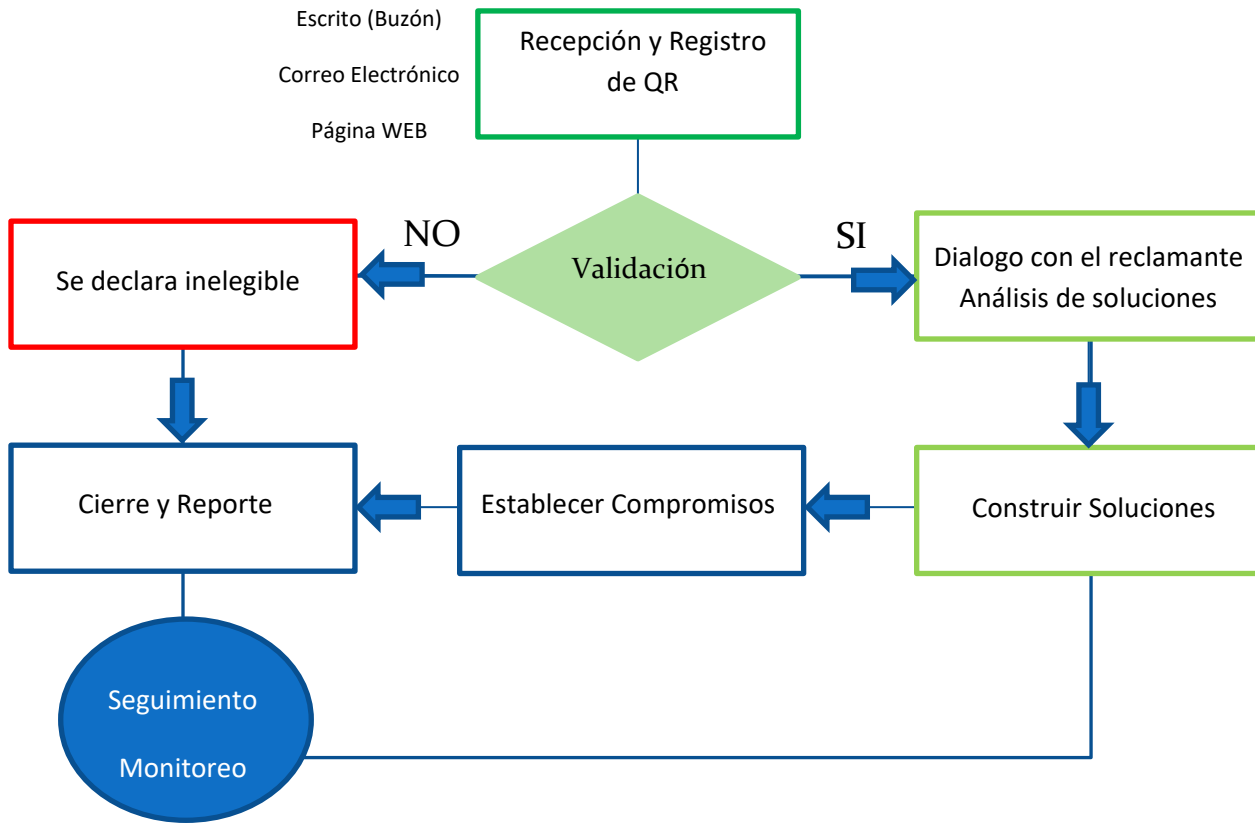 Escrito (Buzón)
Correo Electrónico
Página WEB
Recepción y Registro
de QR
NO
SI
Se declara inelegible
Validación
Dialogo con el reclamante
Análisis de soluciones
Cierre y Reporte
Establecer Compromisos
Construir Soluciones
Seguimiento
Monitoreo